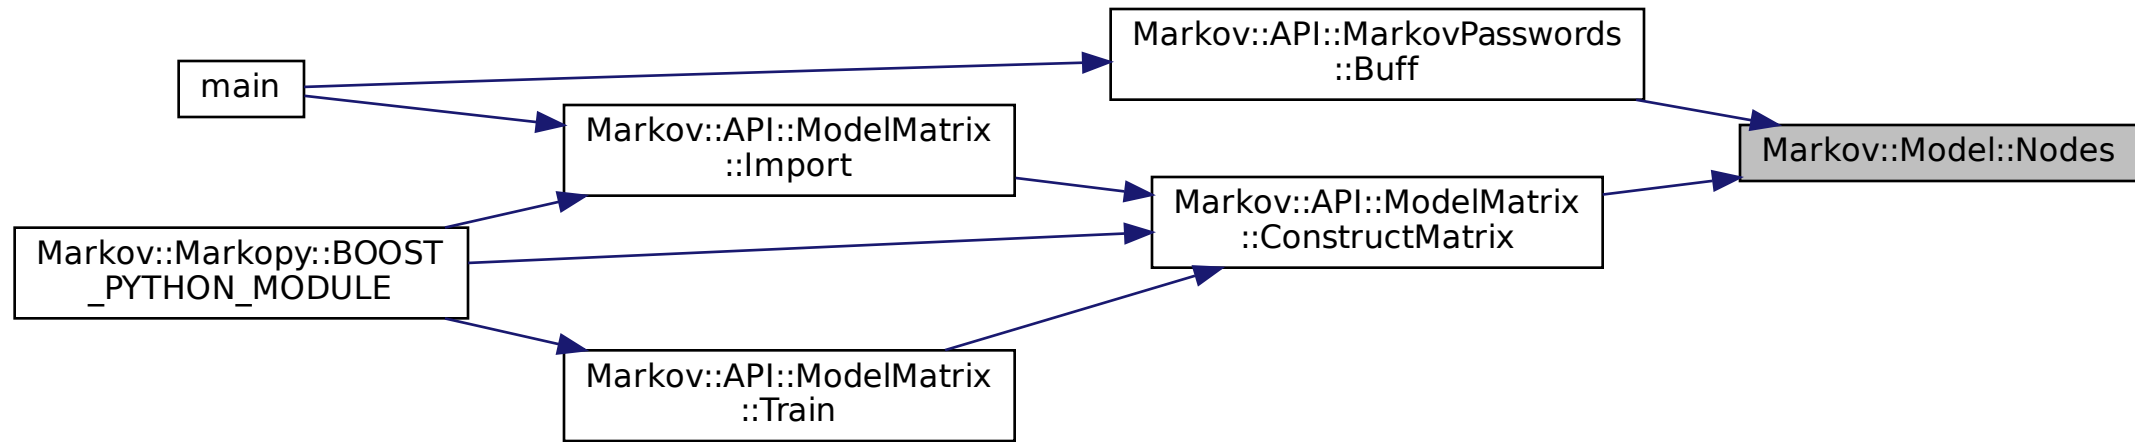 Markov::API::MarkovPasswords
::Buff
main
Markov::API::ModelMatrix
::Import
Markov::Model::Nodes
Markov::API::ModelMatrix
::ConstructMatrix
Markov::Markopy::BOOST
_PYTHON_MODULE
Markov::API::ModelMatrix
::Train